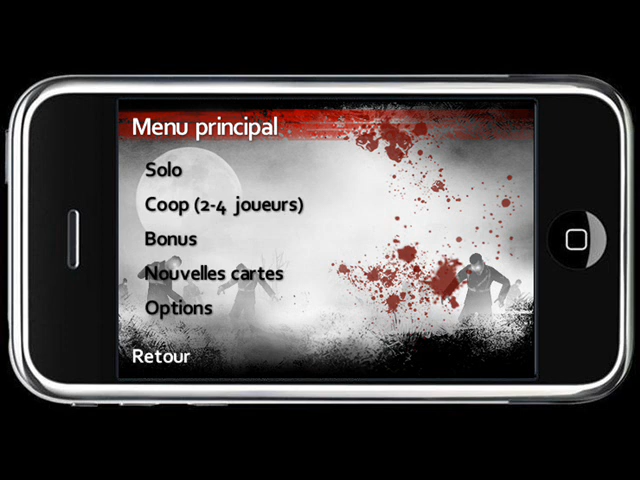 Menu principal
Solo
Coop (2-4 joueurs)
Bonus
Nouvelles cartes
Options
Retour